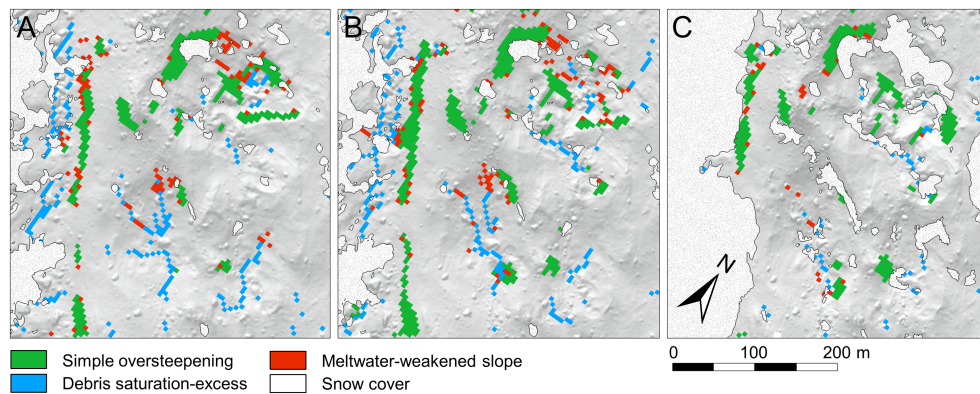 A
B
C
N
Simple oversteepening
Meltwater-weakened slope
Debris saturation-excess
Snow cover
0 100 200 m